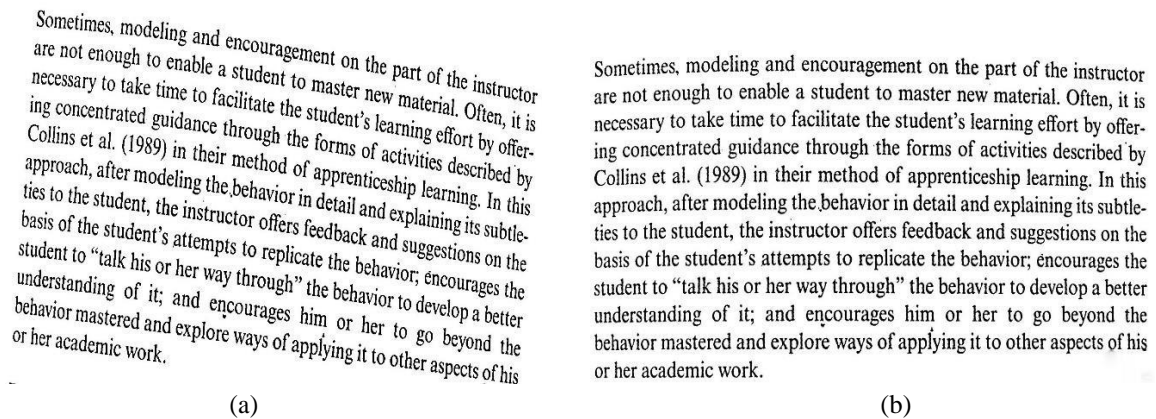 Sometimes, modeling and encouragement on the part of the instructor
are not enough to enable a student to master new material. Often, it is
necessary to take time to facilitate the student's learning effort by offer-
ing concentrated guidance through the forms of activities described by
Collins et al. (1989) in their method of apprenticeship learning. In this
approach, after modeling the behavior in detail and explaining its subtle-
ties to the student, the instructor offers feedback and suggestions on the
basis of the student's attempts to replicate the behavior; encourages the
student to “talk his or her way through” the behavior to develop a better
understanding of it; and encourages him or her to go beyond the
behavior mastered and explore ways of applying it to other aspects of his
or her academic work.
(a)
Sometimes, modeling and encouragement on the part of the instructor
are not enough to enable a student to master new material. Often, it is
necessary to take time to facilitate the student's learning effort by offer-
ing concentrated guidance through the forms of activities described by
Collins et al. (1989) in their method of apprenticeship learning. In this
approach, after modeling the behavior in detail and explaining its subtle-
ties to the student, the instructor offers feedback and suggestions on the
basis of the student's attempts to replicate the behavior; encourages the
student to “talk his or her way through” the behavior to develop a better
understanding of it; and encourages him or her to go beyond the
behavior mastered and explore ways of applying it to other aspects of his
or her academic work.
(b)